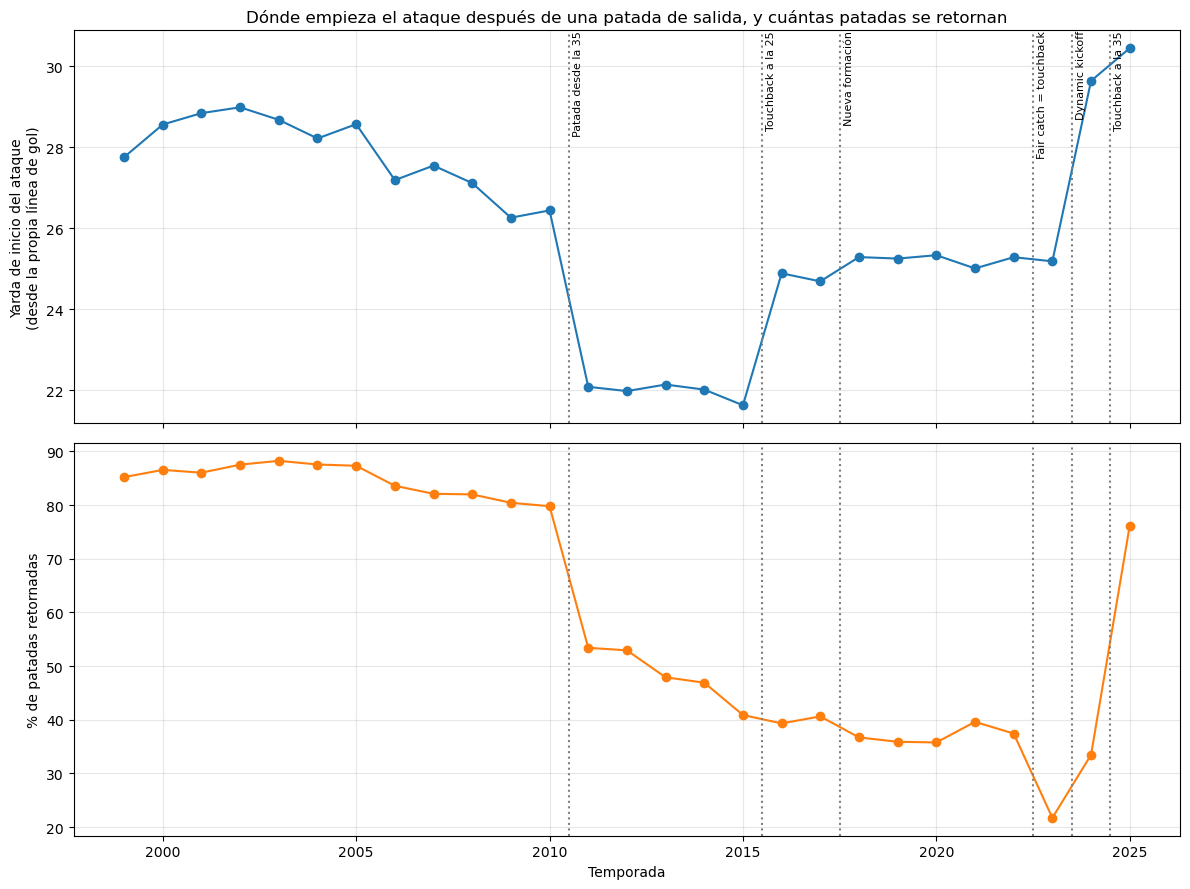 Dónde empieza el ataque después de una patada de salida, y cuántas patadas se retornan
Yarda de inicio del ataque
(desde la propia línea de gol)
30
28
26
24
22
Patada desde la 35
Touchback a la 25
Nueva formación
Fair catch = touchback
Dynamic kickoff
Touchback a la 35
% de patadas retornadas
90
80
70
60
50
40
30
20
2000
2005
2010
2015
2020
2025
Temporada